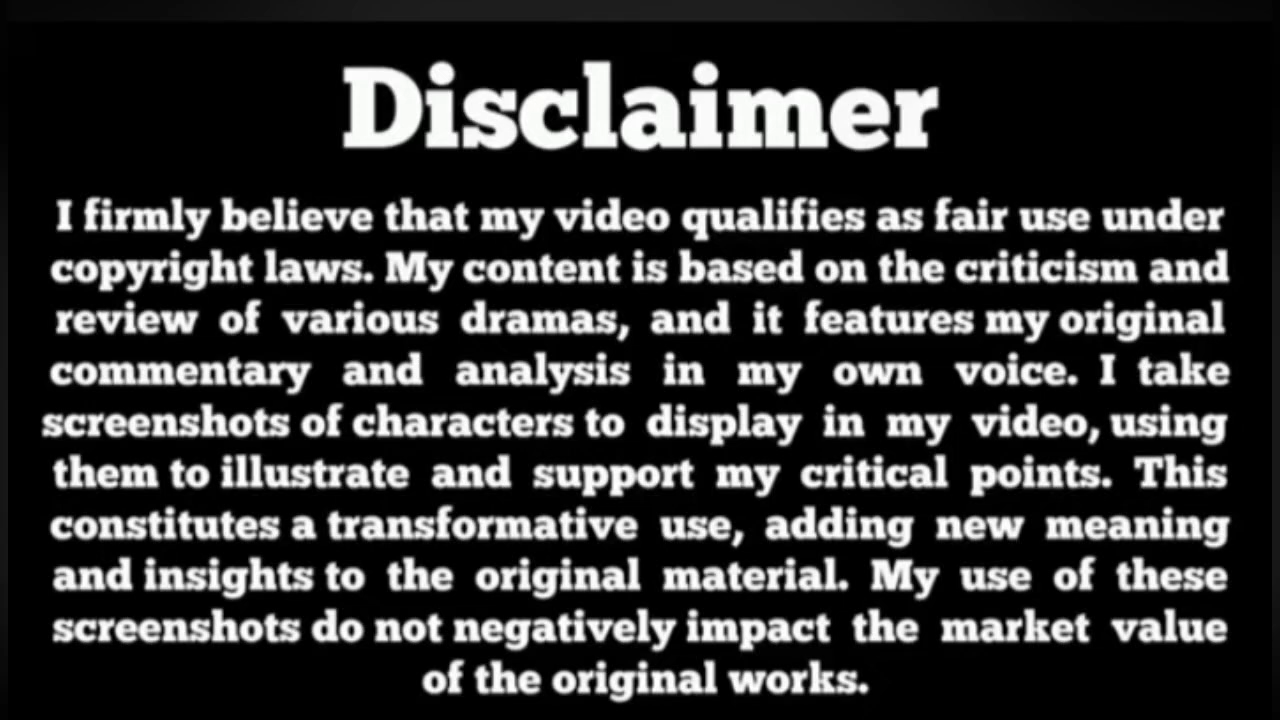 Disclaimer
I firmly believe that my video qualifies as fair use under
copyright laws. My content is based on the criticism and
review of various dramas, and it features my original
commentary and analysis in my own voice. I take
screenshots of characters to display in my video, using
them to illustrate and support my critical points. This
constitutes a transformative use, adding new meaning
and insights to the original material. My use of these
screenshots do not negatively impact the market value
of the original works.